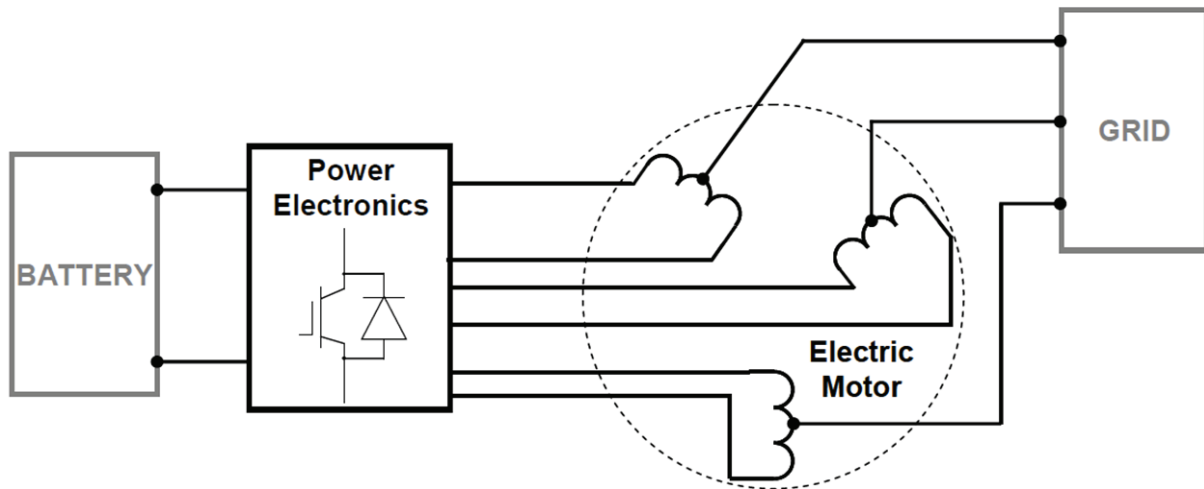 BATTERY
Power
Electronics
Electric
Motor
GRID